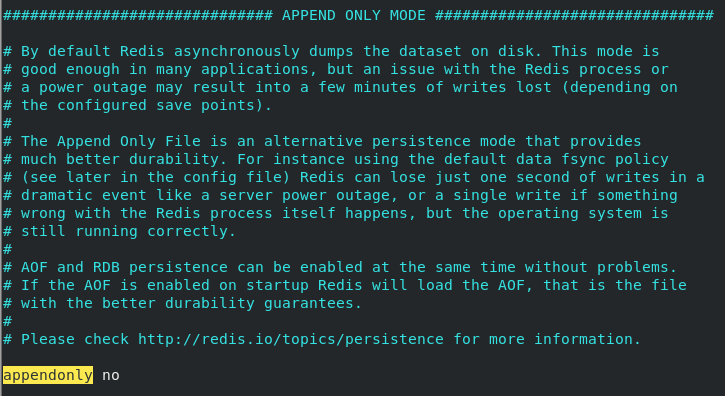 ############################## APPEND ONLY MODE ###############################
# By default Redis asynchronously dumps the dataset on disk. This mode is
# good enough in many applications, but an issue with the Redis process or
# a power outage may result into a few minutes of writes lost (depending on
# the configured save points).
#
# The Append Only File is an alternative persistence mode that provides
# much better durability. For instance using the default data fsync policy
# (see later in the config file) Redis can lose just one second of writes in a
# dramatic event like a server power outage, or a single write if something
# wrong with the Redis process itself happens, but the operating system is
# still running correctly.
#
# AOF and RDB persistence can be enabled at the same time without problems.
# If the AOF is enabled on startup Redis will load the AOF, that is the file
# with the better durability guarantees.
#
# Please check http://redis.io/topics/persistence for more information.
appendonly no